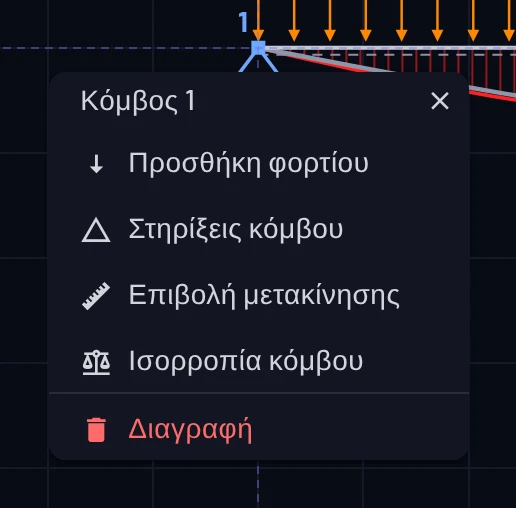 1
Κόμβος 1
Προσθήκη φορτίου
Στηρίξεις κόμβου
Επιβολή μετακίνησης
Ισορροπία κόμβου
Διαγραφή